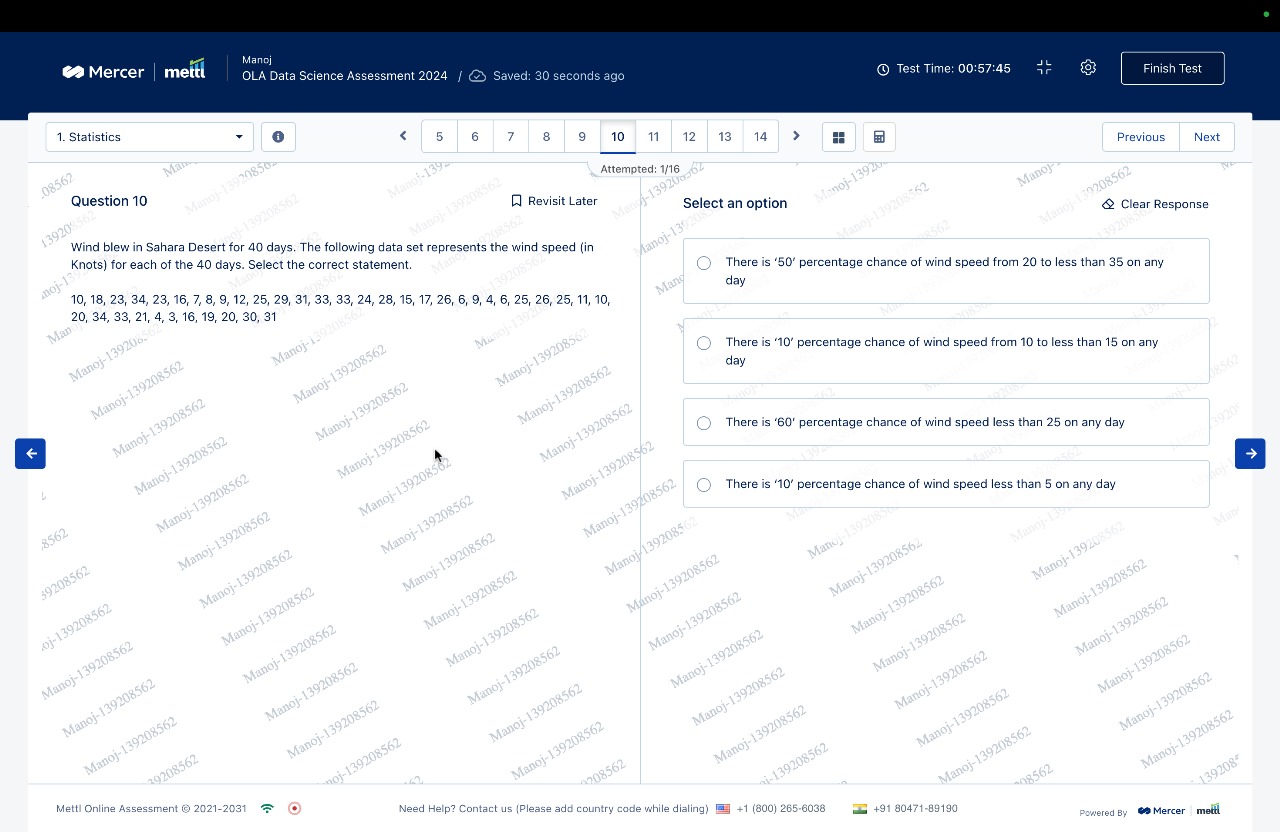 Manoj
Mercer | mettl OLA Data Science Assessment 2024 / Saved: 30 seconds ago Test Time: 00:57:45 Finish Test
1. Statistics 5 6 7 8 9 10 11 12 13 14 Previous Next
Attempted: 1/16
Question 10 Revisit Later
Wind blew in Sahara Desert for 40 days. The following data set represents the wind speed (in
Knots) for each of the 40 days. Select the correct statement.
10, 18, 23, 34, 23, 16, 7, 8, 9, 12, 25, 29, 31, 33, 33, 24, 28, 15, 17, 26, 6, 9, 4, 6, 25, 26, 25, 11, 10,
20, 34, 33, 21, 4, 3, 16, 19, 20, 30, 31
Select an option Clear Response
There is ‘50’ percentage chance of wind speed from 20 to less than 35 on any
day
There is ‘10’ percentage chance of wind speed from 10 to less than 15 on any
day
There is ‘60’ percentage chance of wind speed less than 25 on any day
There is ‘10’ percentage chance of wind speed less than 5 on any day
Manoj-139208562
Mettl Online Assessment © 2021-2031 Need Help? Contact us (Please add country code while dialing) +1 (800) 265-6038 +91 80471-89190 Powered By Mercer | mettl